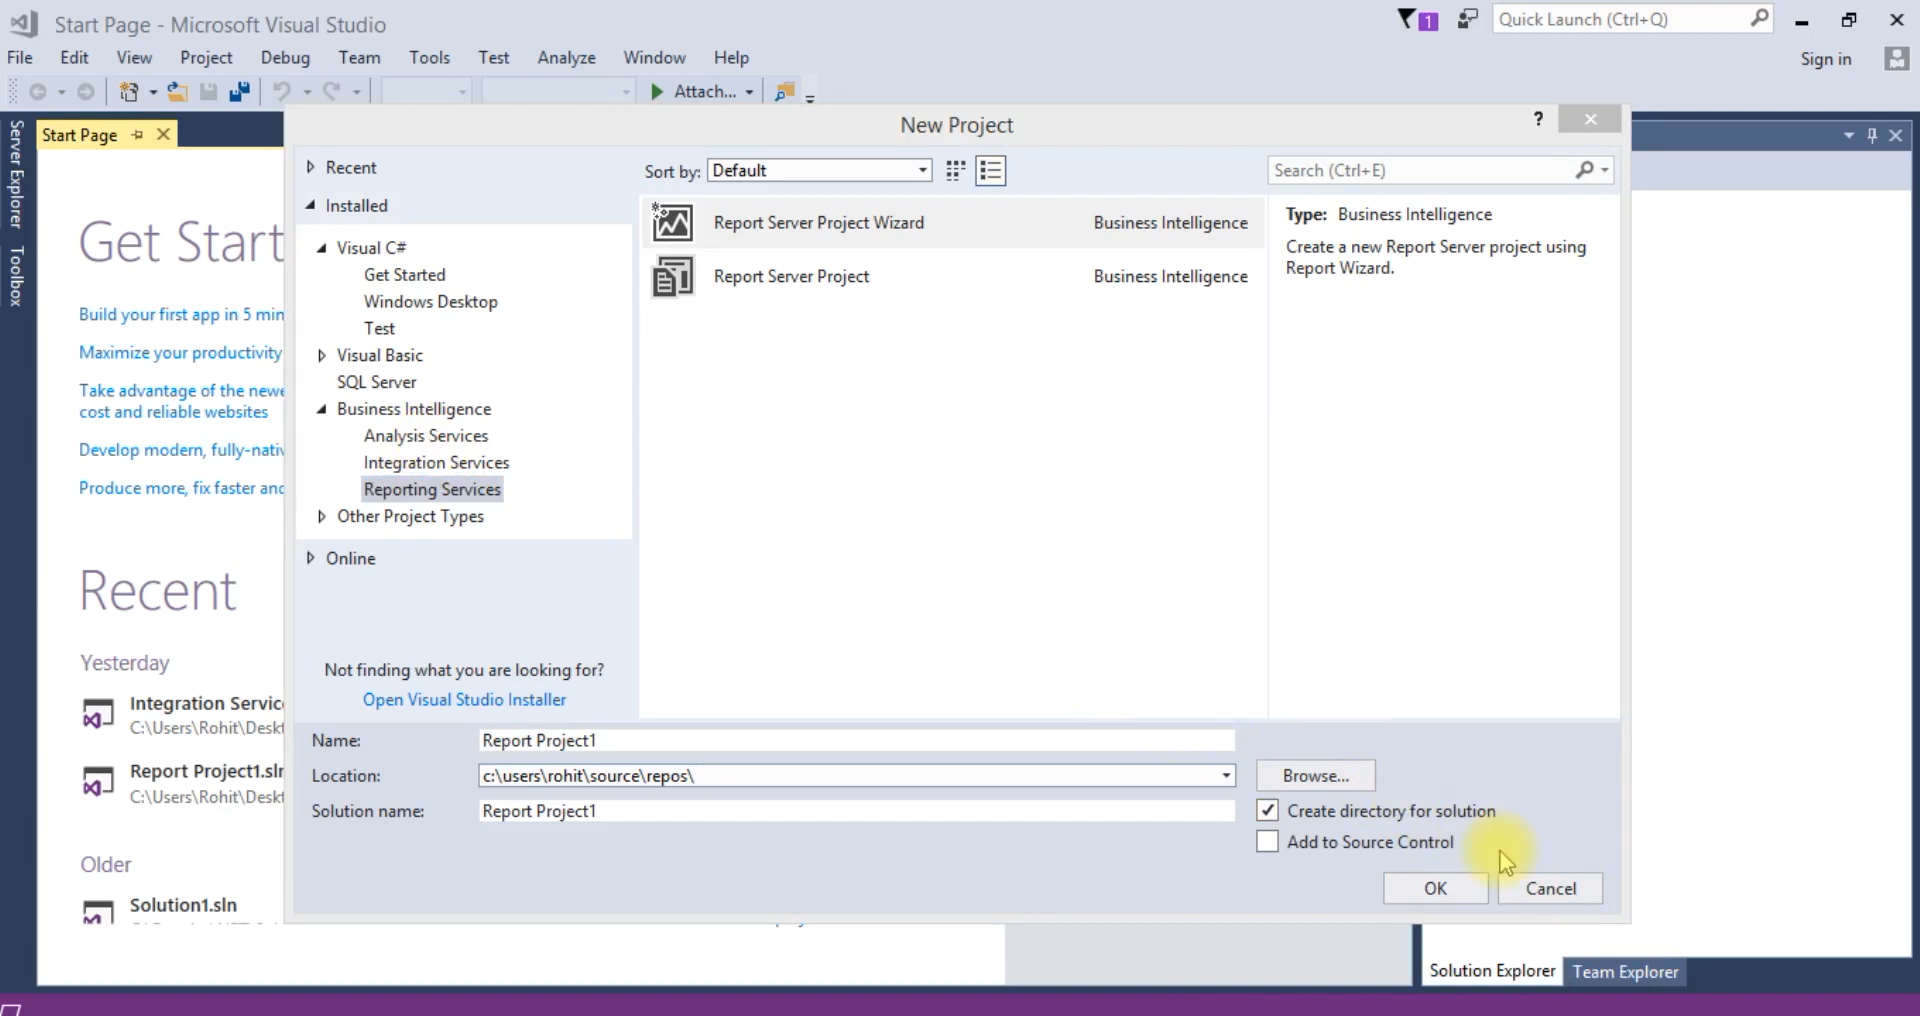 Start Page - Microsoft Visual Studio
1
Quick Launch (Ctrl+Q)
File Edit View Project Debug Team Tools Test Analyze Window Help
Sign in
Attach...
Server Explorer
Toolbox
Start Page
Get Start
Build your first app in 5 min
Maximize your productivity
Take advantage of the newe
cost and reliable websites
Develop modern, fully-nativ
Produce more, fix faster and
Recent
Yesterday
Integration Servic
C:\Users\Rohit\Deskt
Report Project1.sln
C:\Users\Rohit\Deskt
Older
Solution1.sln
New Project
?
Recent
Installed
Visual C#
Get Started
Windows Desktop
Test
Visual Basic
SQL Server
Business Intelligence
Analysis Services
Integration Services
Reporting Services
Other Project Types
Online
Not finding what you are looking for?
Open Visual Studio Installer
Sort by: Default
Search (Ctrl+E)
Report Server Project Wizard Business Intelligence
Report Server Project Business Intelligence
Type: Business Intelligence
Create a new Report Server project using
Report Wizard.
Name: Report Project1
Location: c:\users\rohit\source\repos\
Browse...
Solution name: Report Project1
Create directory for solution
Add to Source Control
OK Cancel
Solution Explorer Team Explorer